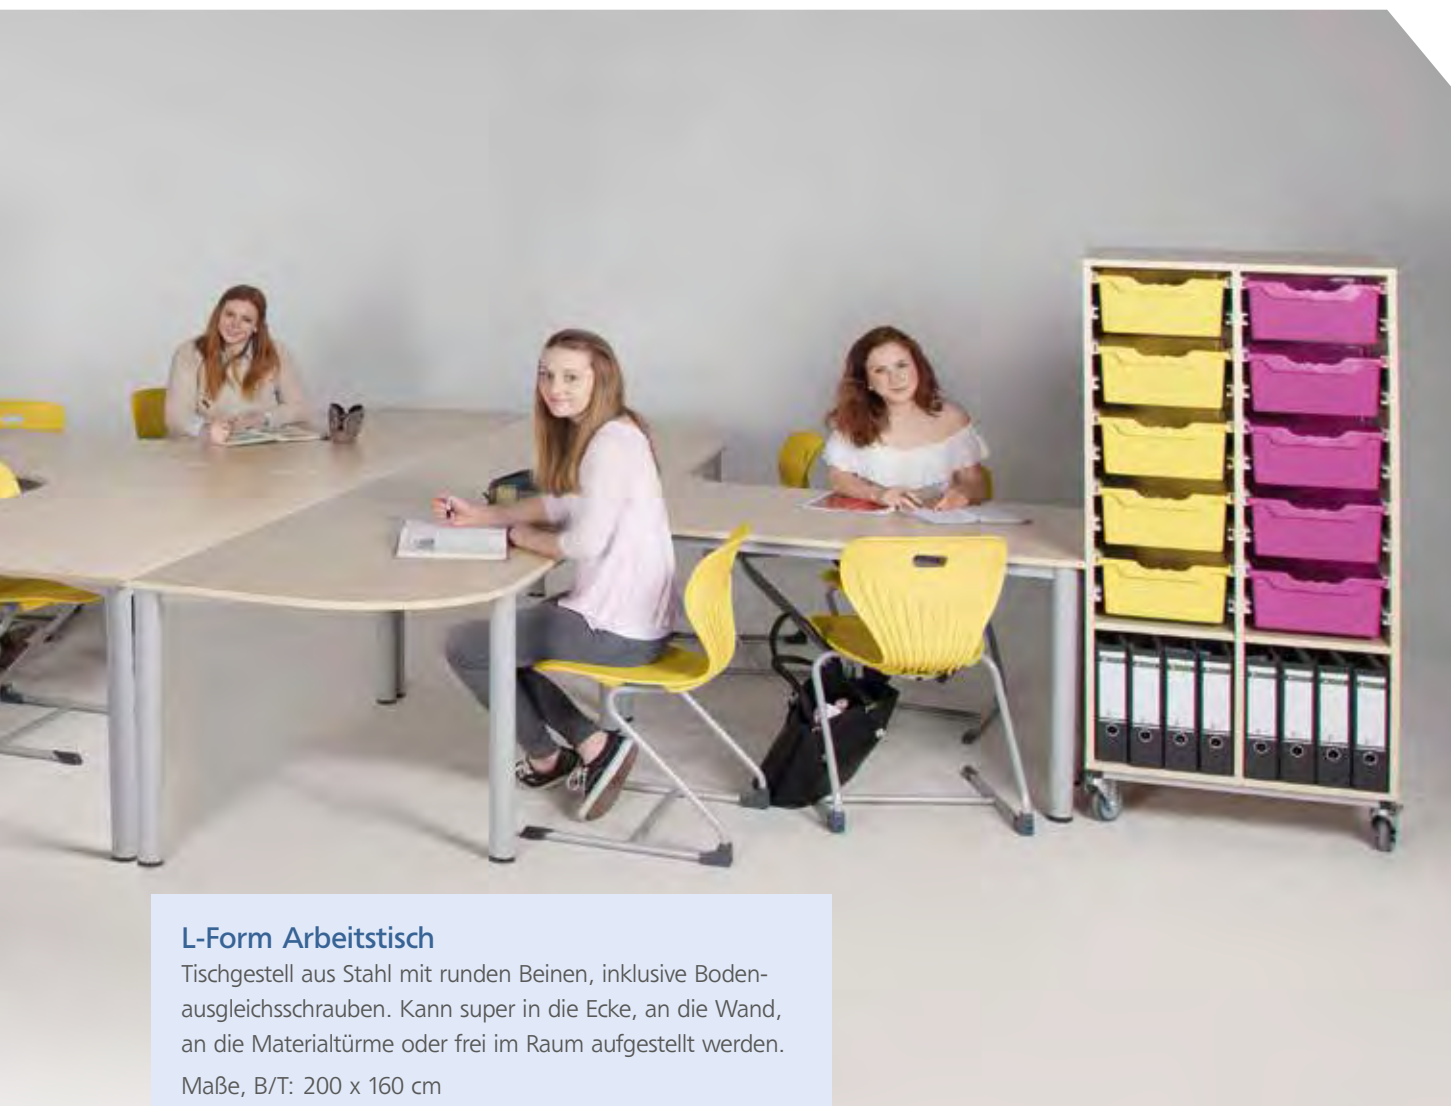 L-Form Arbeitstisch
Tischgestell aus Stahl mit runden Beinen, inklusive Boden-
ausgleichsschrauben. Kann super in die Ecke, an die Wand,
an die Materialtürme oder frei im Raum aufgestellt werden.
Maße, B/T: 200 x 160 cm